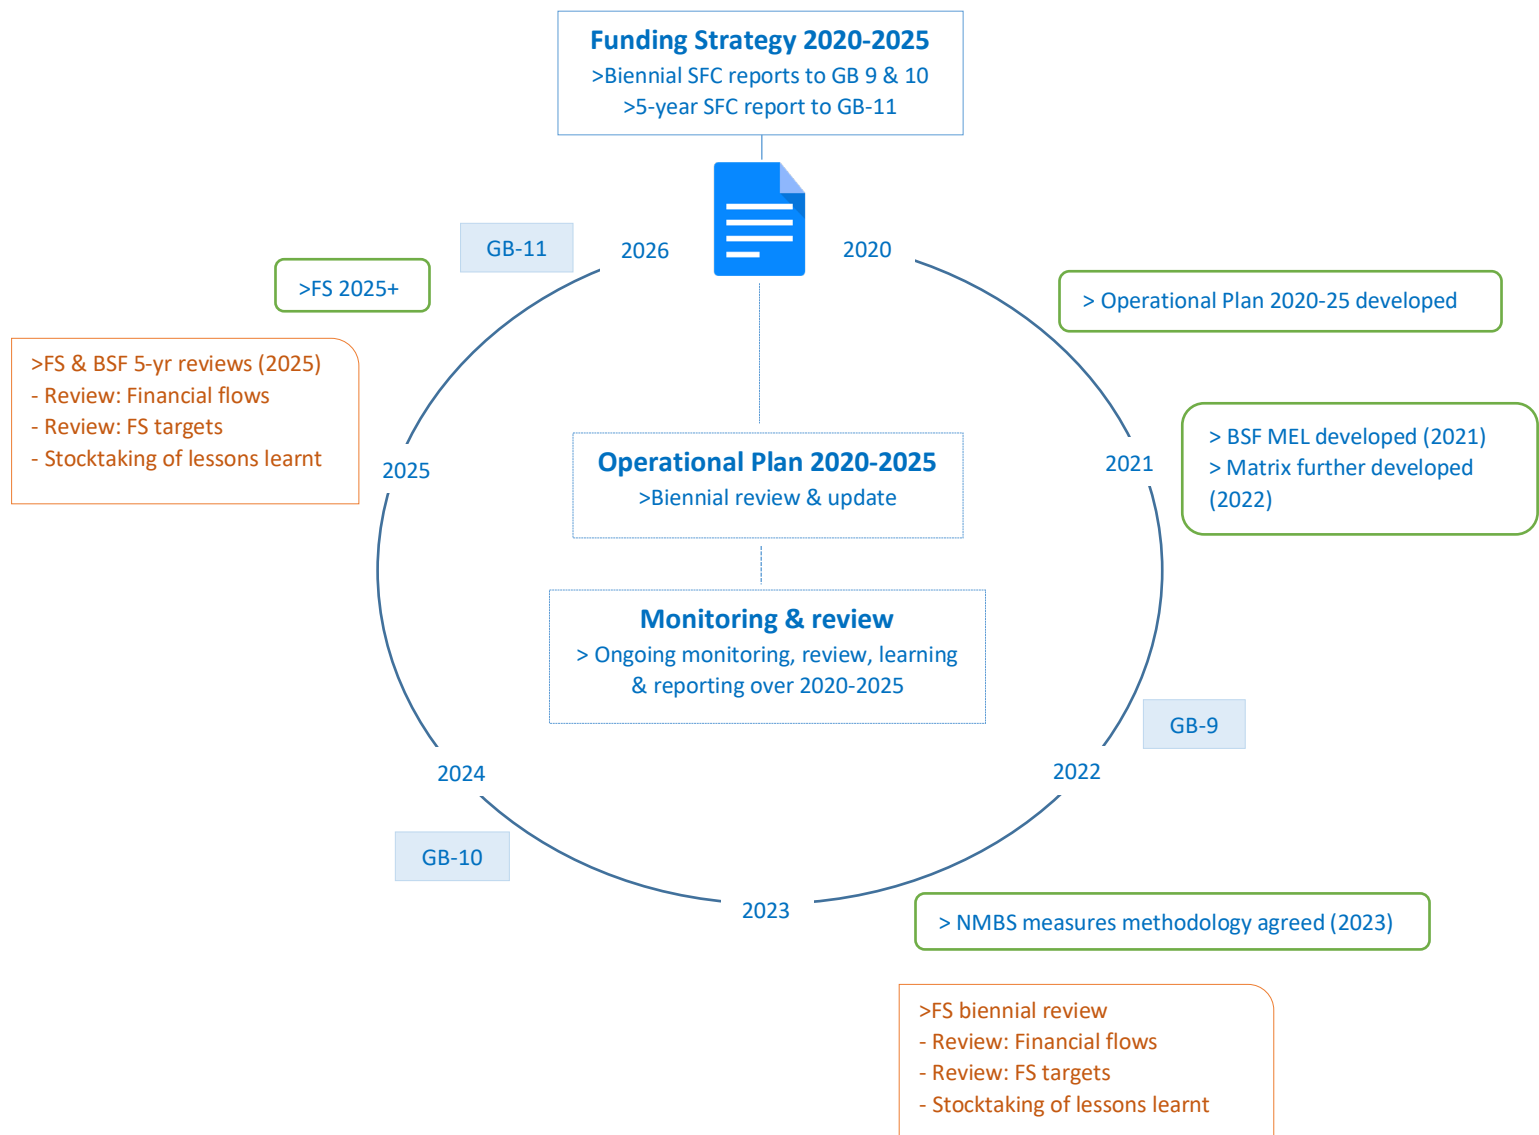 Funding Strategy 2020-2025
>Biennial SFC reports to GB 9 & 10
>5-year SFC report to GB-11
GB-11
2026
2020
>FS 2025+
> Operational Plan 2020-25 developed
>FS & BSF 5-yr reviews (2025)
- Review: Financial flows
- Review: FS targets
- Stocktaking of lessons learnt
2025
Operational Plan 2020-2025
>Biennial review & update
2021
> BSF MEL developed (2021)
> Matrix further developed
(2022)
Monitoring & review
> Ongoing monitoring, review, learning
& reporting over 2020-2025
GB-9
2024
2022
GB-10
2023
> NMBS measures methodology agreed (2023)
>FS biennial review
- Review: Financial flows
- Review: FS targets
- Stocktaking of lessons learnt